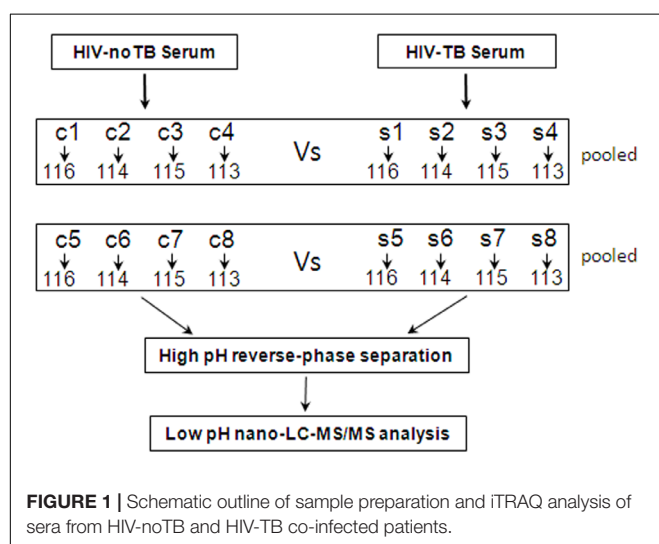 HIV-noTB Serum HIV-TB Serum
c1 c2 c3 c4 Vs s1 s2 s3 s4 pooled
116 114 115 113 116 114 115 113
c5 c6 c7 c8 Vs s5 s6 s7 s8 pooled
116 114 115 113 116 114 115 113
High pH reverse-phase separation
Low pH nano-LC-MS/MS analysis
FIGURE 1 | Schematic outline of sample preparation and iTRAQ analysis of
sera from HIV-noTB and HIV-TB co-infected patients.